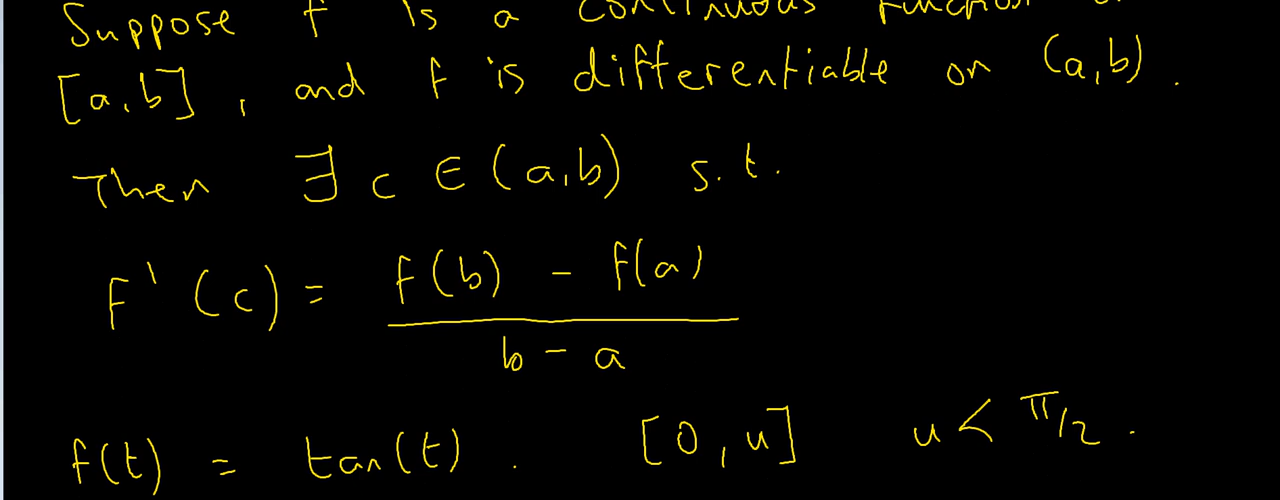 Suppose f is a continuous function on
[a,b], and f is differentiable on (a,b).
Then ∃ c ∈ (a,b) s.t.
f'(c) = f(b) - f(a)
b - a
f(t) = tan(t). [0,u] u < π/2.